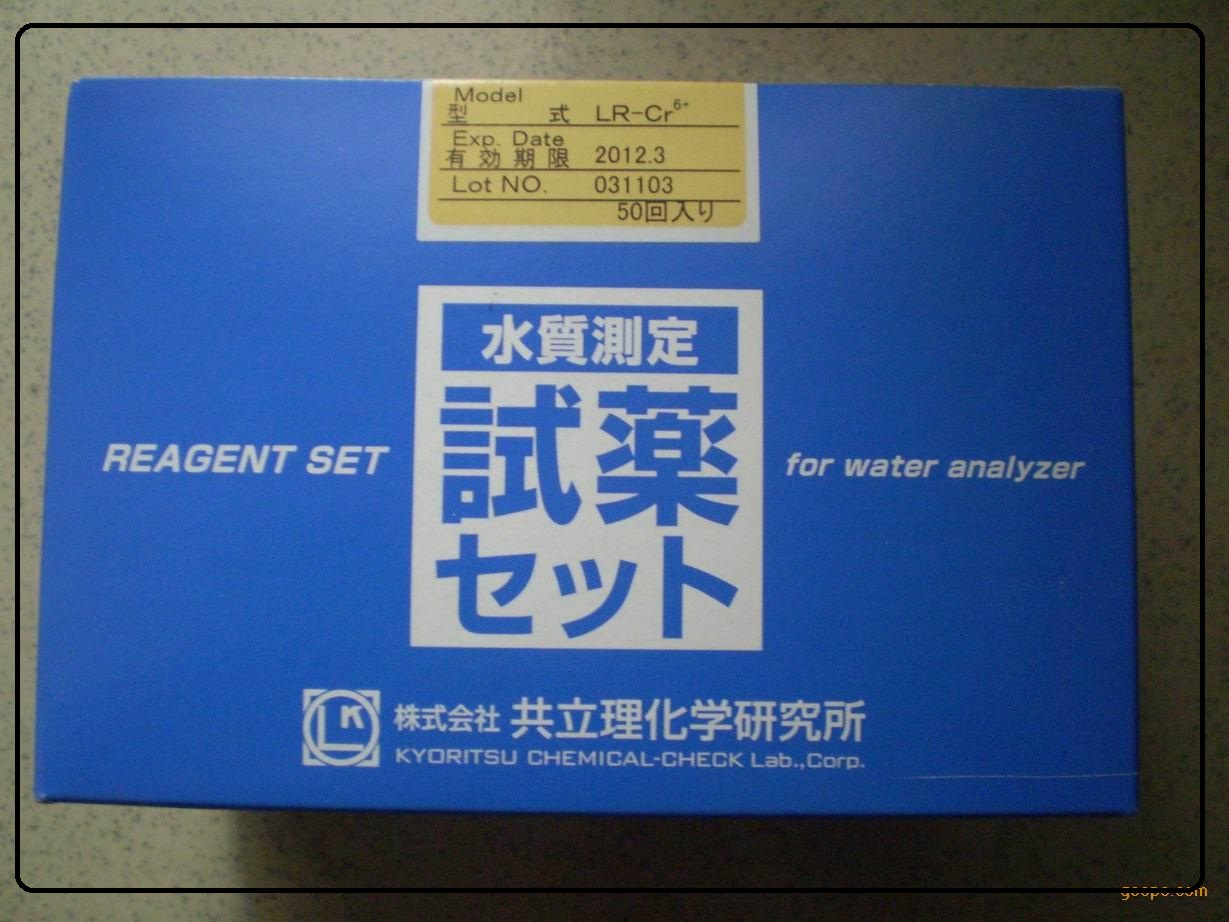 Model
型 式 LR-Cr6+
Exp. Date
有効期限 2012.3
Lot NO. 031103
50回入り
水質測定
試薬
セット
REAGENT SET
for water analyzer
LK
株式会社 共立理化学研究所
KYORITSU CHEMICAL-CHECK Lab.,Corp.